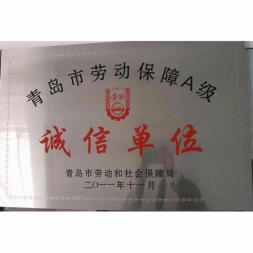 青岛市劳动保障A级
诚信单位
青岛市劳动和社会保障局
二〇一一年十一月